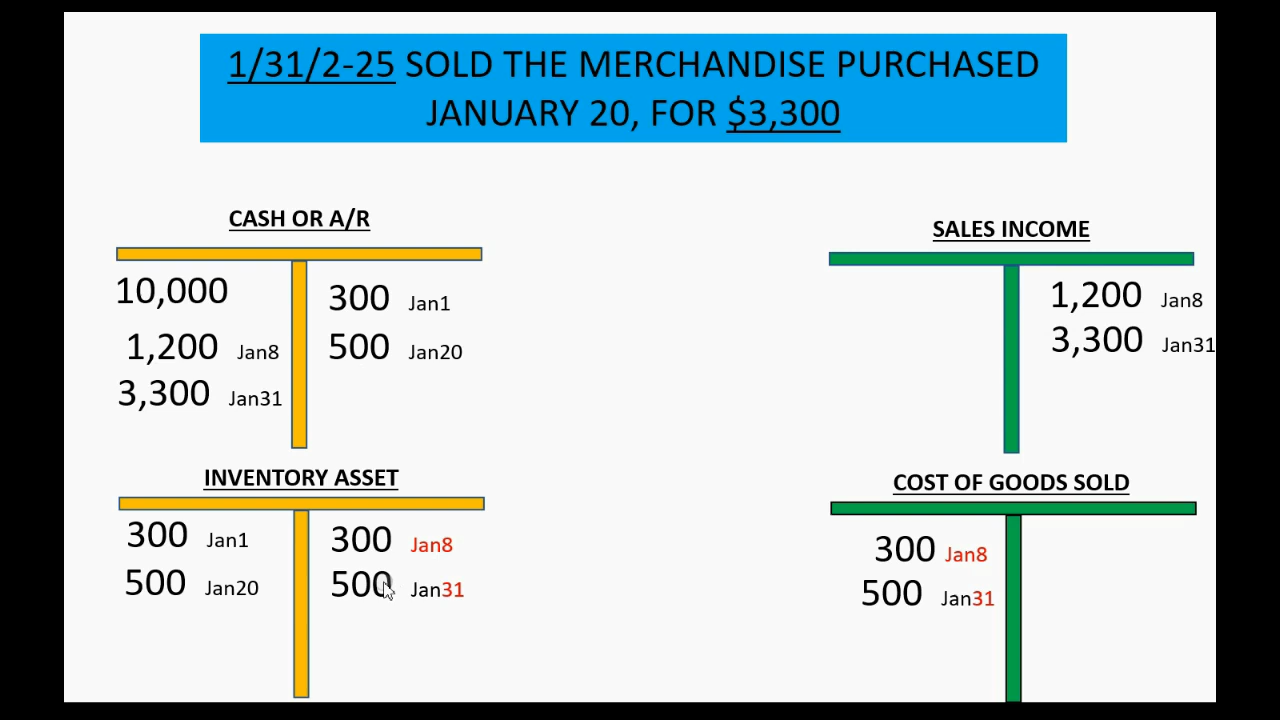 1/31/2-25 SOLD THE MERCHANDISE PURCHASED
JANUARY 20, FOR $3,300
CASH OR A/R
10,000
300 Jan1
1,200 Jan8
500 Jan20
3,300 Jan31
SALES INCOME
1,200 Jan8
3,300 Jan31
INVENTORY ASSET
300 Jan1
300 Jan8
500 Jan20
500 Jan31
COST OF GOODS SOLD
300 Jan8
500 Jan31